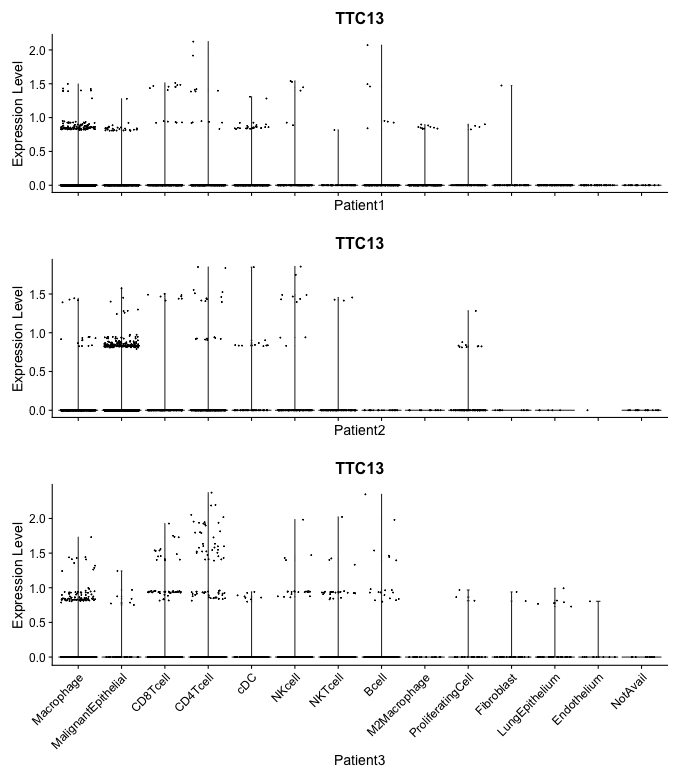 TTC13
Expression Level
2.0
1.5
1.0
0.5
0.0
Patient1
TTC13
Expression Level
1.5
1.0
0.5
0.0
Patient2
TTC13
Expression Level
2.0
1.5
1.0
0.5
0.0
Macrophage
MalignantEpithelial
CD8Tcell
CD4Tcell
cDC
NKcell
NKTcell
Bcell
M2Macrophage
ProliferatingCell
Fibroblast
LungEpithelium
Endothelium
NotAvail
Patient3